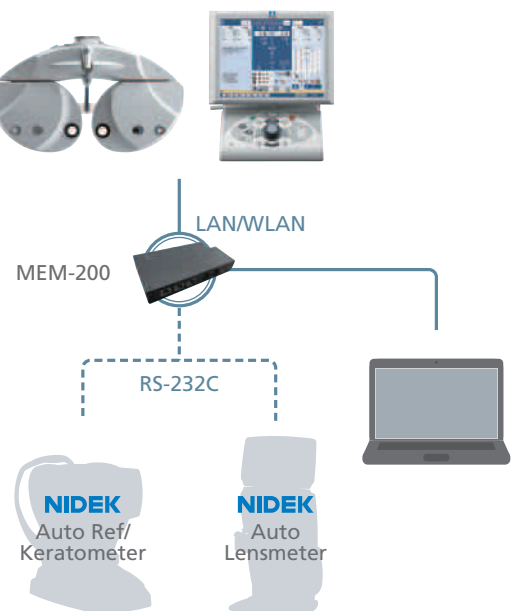 LAN/WLAN
MEM-200
RS-232C
NIDEK
Auto Ref/
Keratometer
NIDEK
Auto
Lensmeter